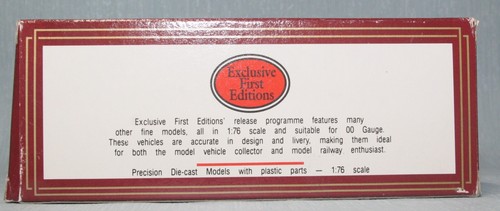 Exclusive
First
Editions
Exclusive First Editions' release programme features many
other fine models, all in 1:76 scale and suitable for 00 Gauge.
These vehicles are accurate in design and livery, making them ideal
for both the model vehicle collector and model railway enthusiast.
Precision Die-cast Models with plastic parts — 1:76 scale